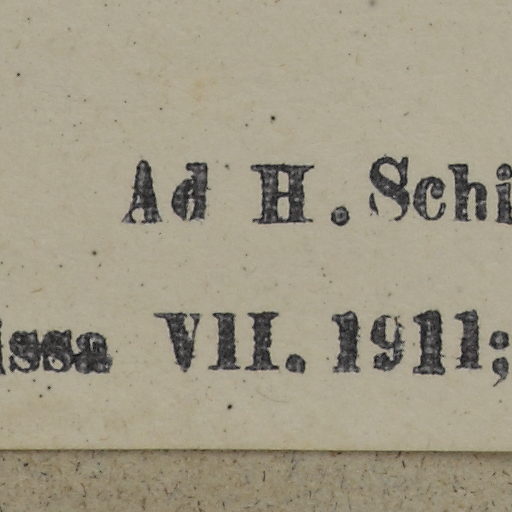 Ad H. Schi
issa VII. 1911;